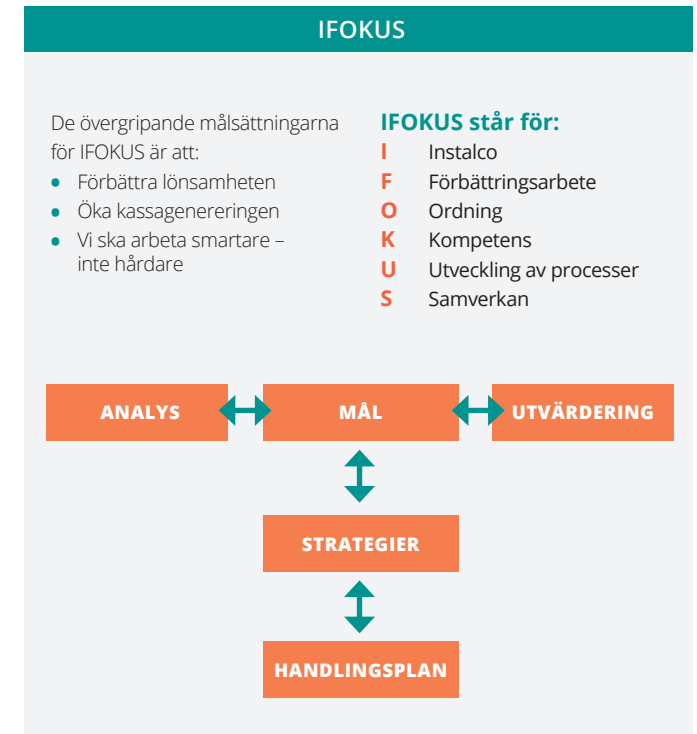 IFOKUS
De övergripande målsättningarna
för IFOKUS är att:
• Förbättra lönsamheten
• Öka kassagenereringen
• Vi ska arbeta smartare –
inte hårdare
IFOKUS står för:
I Instalco
F Förbättringsarbete
O Ordning
K Kompetens
U Utveckling av processer
S Samverkan
ANALYS
MÅL
UTVÄRDERING
STRATEGIER
HANDLINGSPLAN